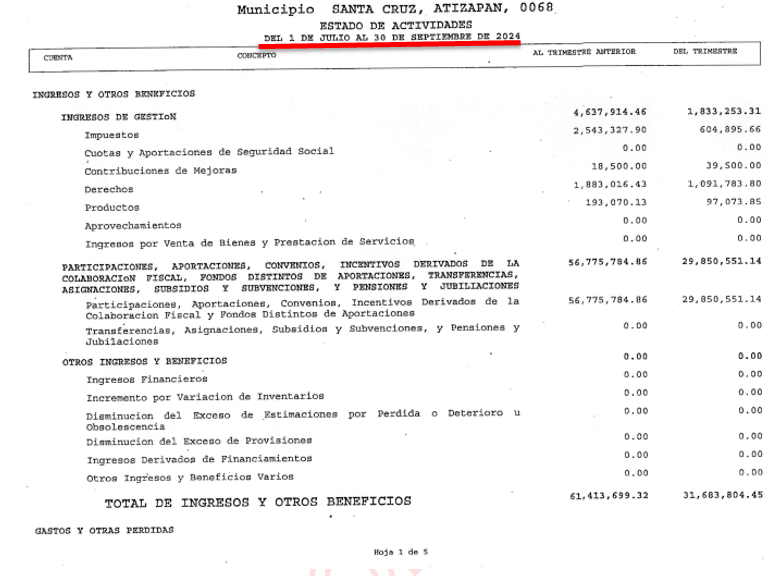 Municipio SANTA CRUZ, ATIZAPAN, 0068
ESTADO DE ACTIVIDADES
DEL 1 DE JULIO AL 30 DE SEPTIEMBRE DE 2024
CUENTA CONCEPTO AL TRIMESTRE ANTERIOR DEL TRIMESTRE
INGRESOS Y OTROS BENEFICIOS
INGRESOS DE GESTIoN 4,637,914.46 1,833,253.31
Impuestos 2,543,327.90 604,895.66
Cuotas y Aportaciones de Seguridad Social 0.00 0.00
Contribuciones de Mejoras 18,500.00 39,500.00
Derechos 1,883,016.43 1,091,783.80
Productos 193,070.13 97,073.85
Aprovechamientos 0.00 0.00
Ingresos por Venta de Bienes y Prestacion de Servicios 0.00 0.00
PARTICIPACIONES, APORTACIONES, CONVENIOS, INCENTIVOS DERIVADOS DE LA 56,775,784.86 29,850,551.14
COLABORACIoN FISCAL, FONDOS DISTINTOS DE APORTACIONES, TRANSFERENCIAS,
ASIGNACIONES, SUBSIDIOS Y SUBVENCIONES, Y PENSIONES Y JUBILIACIONES
Participaciones, Aportaciones, Convenios, Incentivos Derivados de la 56,775,784.86 29,850,551.14
Colaboracion Fiscal y Fondos Distintos de Aportaciones
Transferencias, Asignaciones, Subsidios y Subvenciones, y Pensiones y 0.00 0.00
Jubilaciones
OTROS INGRESOS Y BENEFICIOS 0.00 0.00
Ingresos Financieros 0.00 0.00
Incremento por Variacion de Inventarios 0.00 0.00
Disminucion del Exceso de Estimaciones por Perdida o Deterioro u 0.00 0.00
Obsolescencia
Disminucion del Exceso de Provisiones 0.00 0.00
Ingresos Derivados de Financiamientos 0.00 0.00
Otros Ingresos y Beneficios Varios 0.00 0.00
TOTAL DE INGRESOS Y OTROS BENEFICIOS 61,413,699.32 31,683,804.45
GASTOS Y OTRAS PERDIDAS
Hoja 1 de 5